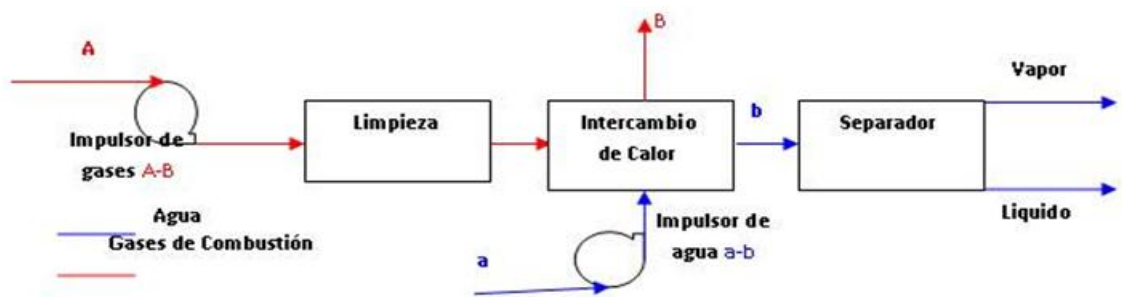 A
B
Vapor
Limpieza
Intercambio
de Calor
b
Separador
Impulsor de
gases A-B
Agua
Gases de Combustión
a
Impulsor de
agua a-b
Liquido